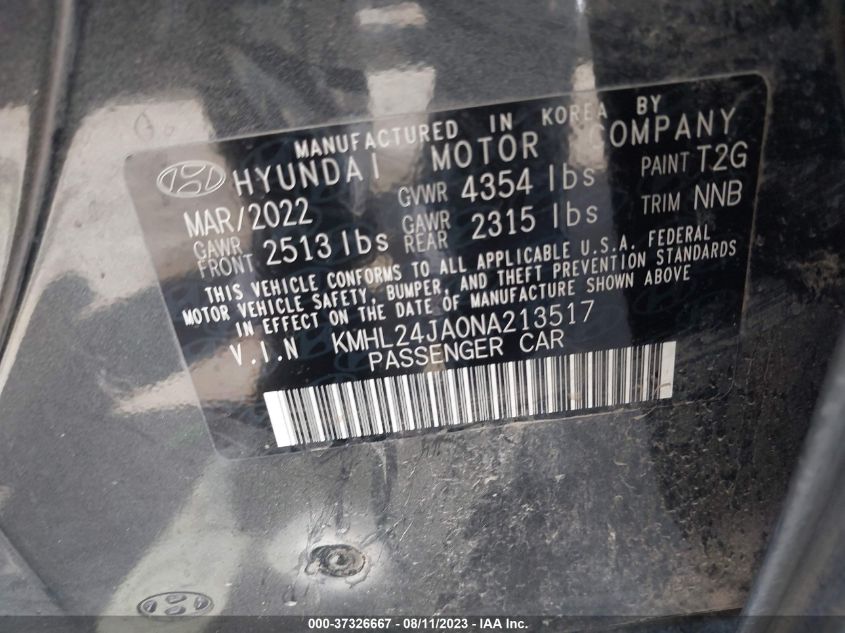 MANUFACTURED IN KOREA BY
HYUNDAI MOTOR COMPANY
MAR/2022 GVWR 4354 lbs PAINT T2G
GAWR FRONT 2513 lbs GAWR REAR 2315 lbs TRIM NNB
THIS VEHICLE CONFORMS TO ALL APPLICABLE U.S.A. FEDERAL
MOTOR VEHICLE SAFETY, BUMPER, AND THEFT PREVENTION STANDARDS
IN EFFECT ON THE DATE OF MANUFACTURE SHOWN ABOVE
V.I.N KMHL24JA0NA213517
PASSENGER CAR
000-37326667 - 08/11/2023 - IAA Inc.